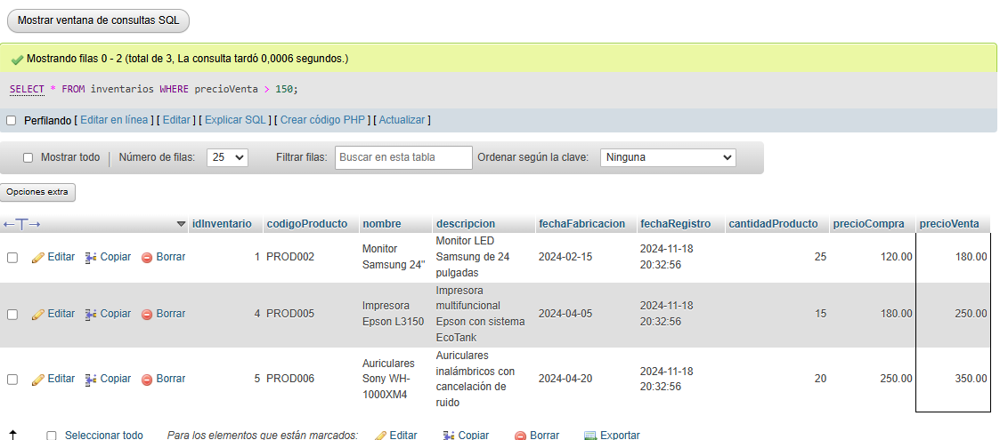 Mostrar ventana de consultas SQL
Mostrando filas 0 - 2 (total de 3, La consulta tardó 0,0006 segundos.)
SELECT * FROM inventarios WHERE precioVenta > 150;
Perfilando [ Editar en línea ] [ Editar ] [ Explicar SQL ] [ Crear código PHP ] [ Actualizar ]
Mostrar todo Número de filas: 25 Filtrar filas: Buscar en esta tabla Ordenar según la clave: Ninguna
Opciones extra
←T→ idInventario codigoProducto nombre descripcion fechaFabricacion fechaRegistro cantidadProducto precioCompra precioVenta
Editar Copiar Borrar 1 PROD002 Monitor Samsung 24" Monitor LED Samsung de 24 pulgadas 2024-02-15 2024-11-18 20:32:56 25 120.00 180.00
Editar Copiar Borrar 4 PROD005 Impresora Epson L3150 Impresora multifuncional Epson con sistema EcoTank 2024-04-05 2024-11-18 20:32:56 15 180.00 250.00
Editar Copiar Borrar 5 PROD006 Auriculares Sony WH-1000XM4 Auriculares inalámbricos con cancelación de ruido 2024-04-20 2024-11-18 20:32:56 20 250.00 350.00
Seleccionar todo Para los elementos que están marcados: Editar Copiar Borrar Exportar